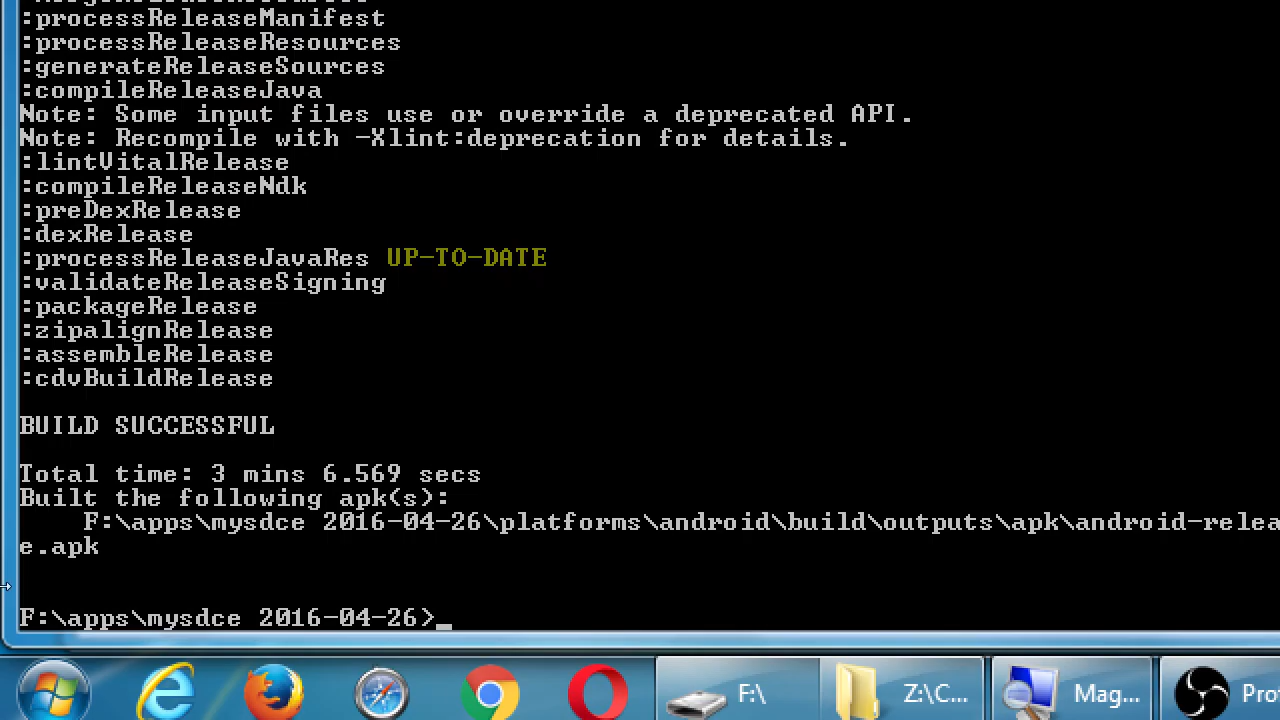 :processReleaseManifest
:processReleaseResources
:generateReleaseSources
:compileReleaseJava
Note: Some input files use or override a deprecated API.
Note: Recompile with -Xlint:deprecation for details.
:lintVitalRelease
:compileReleaseNdk
:preDexRelease
:dexRelease
:processReleaseJavaRes UP-TO-DATE
:validateReleaseSigning
:packageRelease
:zipalignRelease
:assembleRelease
:cdvBuildRelease
BUILD SUCCESSFUL
Total time: 3 mins 6.569 secs
Built the following apk(s):
F:\apps\mysdce 2016-04-26\platforms\android\build\outputs\apk\android-relea
e.apk
F:\apps\mysdce 2016-04-26>_
F:\ Z:\C... Mag... Pro